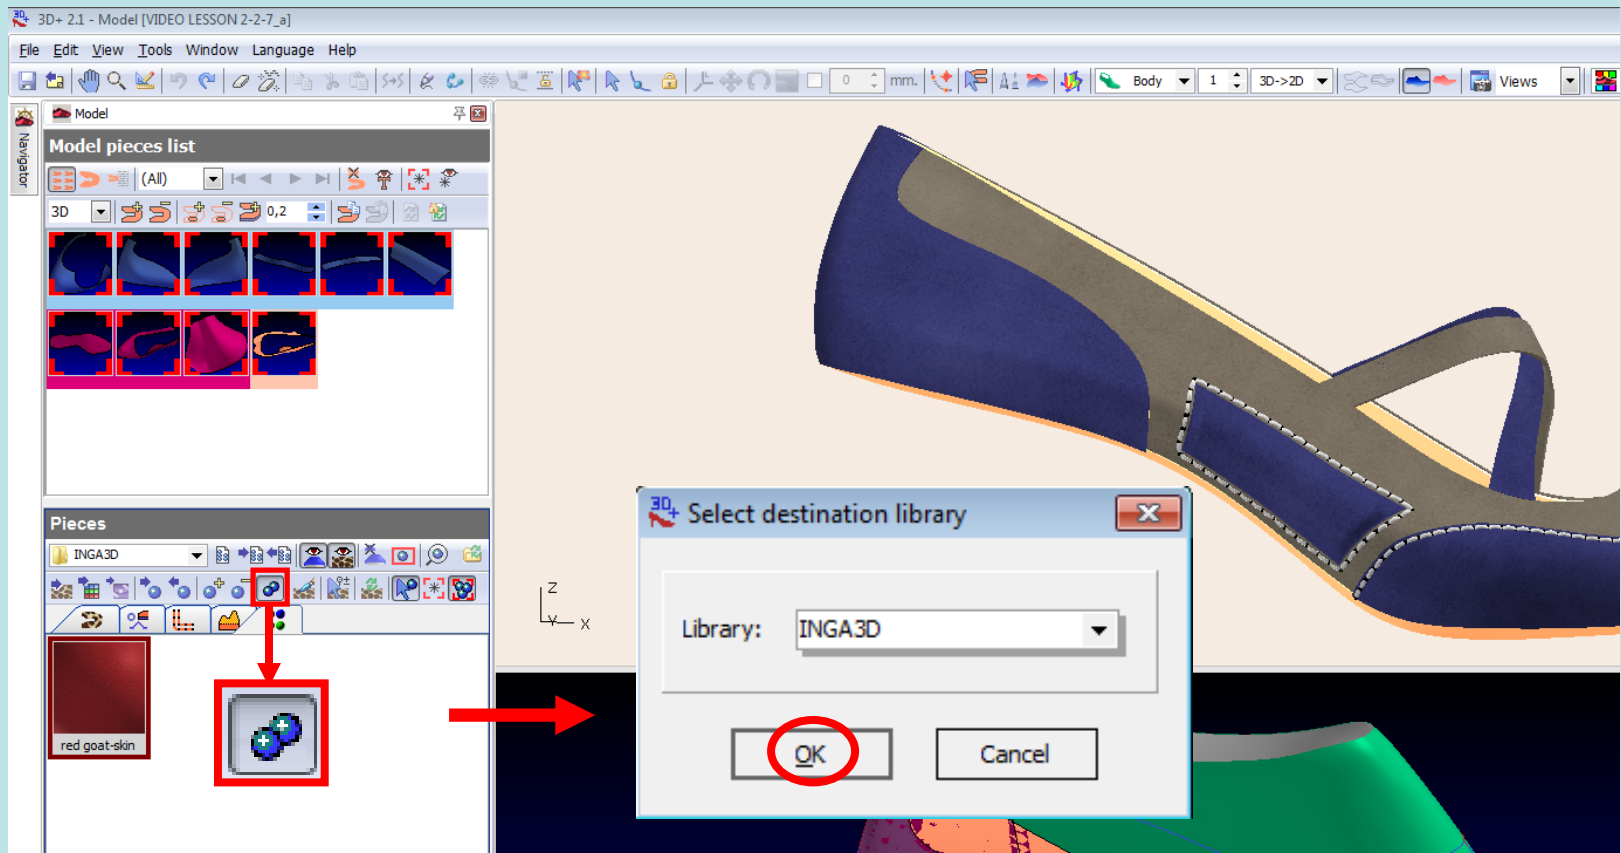 3D+ 2.1 - Model [VIDEO LESSON 2-2-7_a]
File Edit View Tools Window Language Help
0 mm. Body 1 3D->2D Views
Navigator
Model
Model pieces list
(All)
3D 0,2
Pieces
INGA3D
red goat-skin
Z
Y X
3D+ Select destination library
Library: INGA3D
OK Cancel